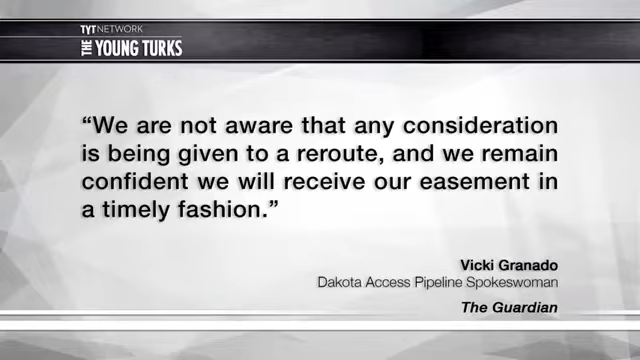 TYT NETWORK
THE YOUNG TURKS
“We are not aware that any consideration
is being given to a reroute, and we remain
confident we will receive our easement in
a timely fashion.”
Vicki Granado
Dakota Access Pipeline Spokeswoman
The Guardian